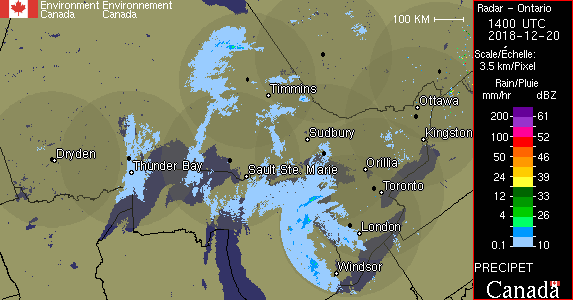 Environment Environnement
Canada Canada
100 KM
Timmins
Ottawa
Sudbury
Kingston
Dryden
Thunder Bay
Sault Ste. Marie
Orillia
Toronto
London
Windsor
Radar - Ontario
1400 UTC
2018-12-20
Scale/Échelle:
3.5 km/Pixel
Rain/Pluie
mm/hr dBZ
200 61
100 52
50 46
24 39
12 33
4 26
0.1 10
PRECIPET
Canada